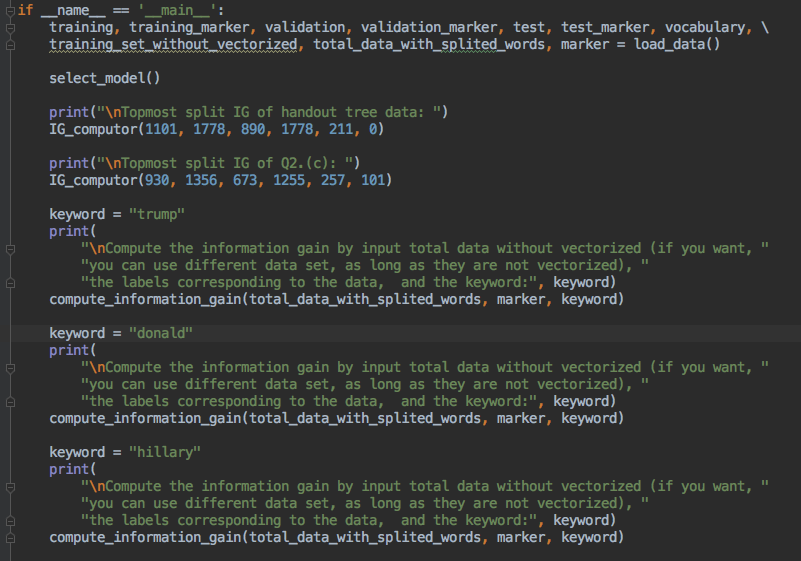 if __name__ == '__main__':
    training, training_marker, validation, validation_marker, test, test_marker, vocabulary, \
    training_set_without_vectorized, total_data_with_splited_words, marker = load_data()
    select_model()
    print("\nTopmost split IG of handout tree data: ")
    IG_computor(1101, 1778, 890, 1778, 211, 0)
    print("\nTopmost split IG of Q2.(c): ")
    IG_computor(930, 1356, 673, 1255, 257, 101)
    keyword = "trump"
    print(
        "\nCompute the information gain by input total data without vectorized (if you want, "
        "you can use different data set, as long as they are not vectorized), "
        "the labels corresponding to the data,  and the keyword:", keyword)
    compute_information_gain(total_data_with_splited_words, marker, keyword)
    keyword = "donald"
    print(
        "\nCompute the information gain by input total data without vectorized (if you want, "
        "you can use different data set, as long as they are not vectorized), "
        "the labels corresponding to the data,  and the keyword:", keyword)
    compute_information_gain(total_data_with_splited_words, marker, keyword)
    keyword = "hillary"
    print(
        "\nCompute the information gain by input total data without vectorized (if you want, "
        "you can use different data set, as long as they are not vectorized), "
        "the labels corresponding to the data,  and the keyword:", keyword)
    compute_information_gain(total_data_with_splited_words, marker, keyword)